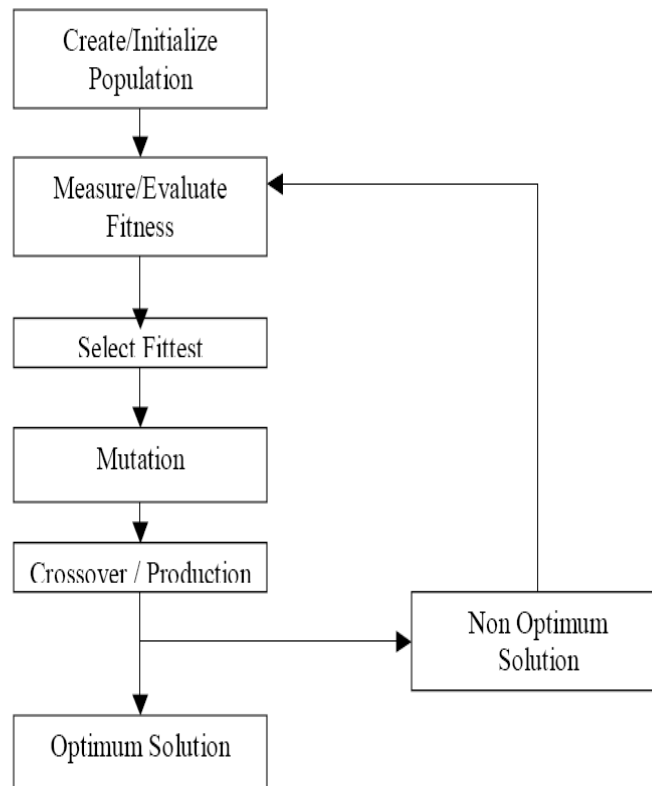 Create/Initialize
Population
Measure/Evaluate
Fitness
Select Fittest
Mutation
Crossover / Production
Non Optimum
Solution
Optimum Solution